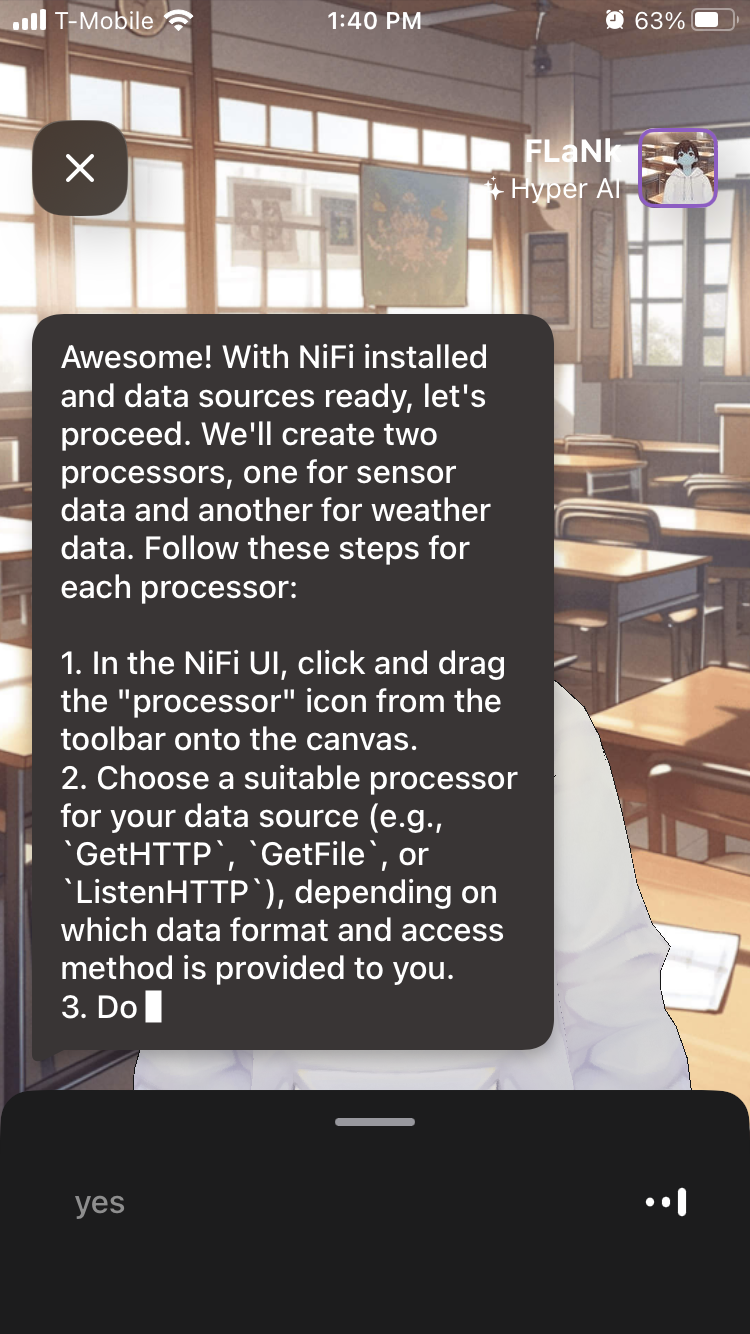 T-Mobile 1:40 PM 63%
FLaNk
Hyper AI
Awesome! With NiFi installed
and data sources ready, let's
proceed. We'll create two
processors, one for sensor
data and another for weather
data. Follow these steps for
each processor:
1. In the NiFi UI, click and drag
the "processor" icon from the
toolbar onto the canvas.
2. Choose a suitable processor
for your data source (e.g.,
`GetHTTP`, `GetFile`, or
`ListenHTTP`), depending on
which data format and access
method is provided to you.
3. Do
yes